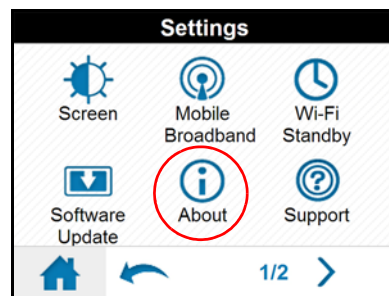 Settings
Screen
Mobile
Broadband
Wi-Fi
Standby
Software
Update
About
Support
1/2